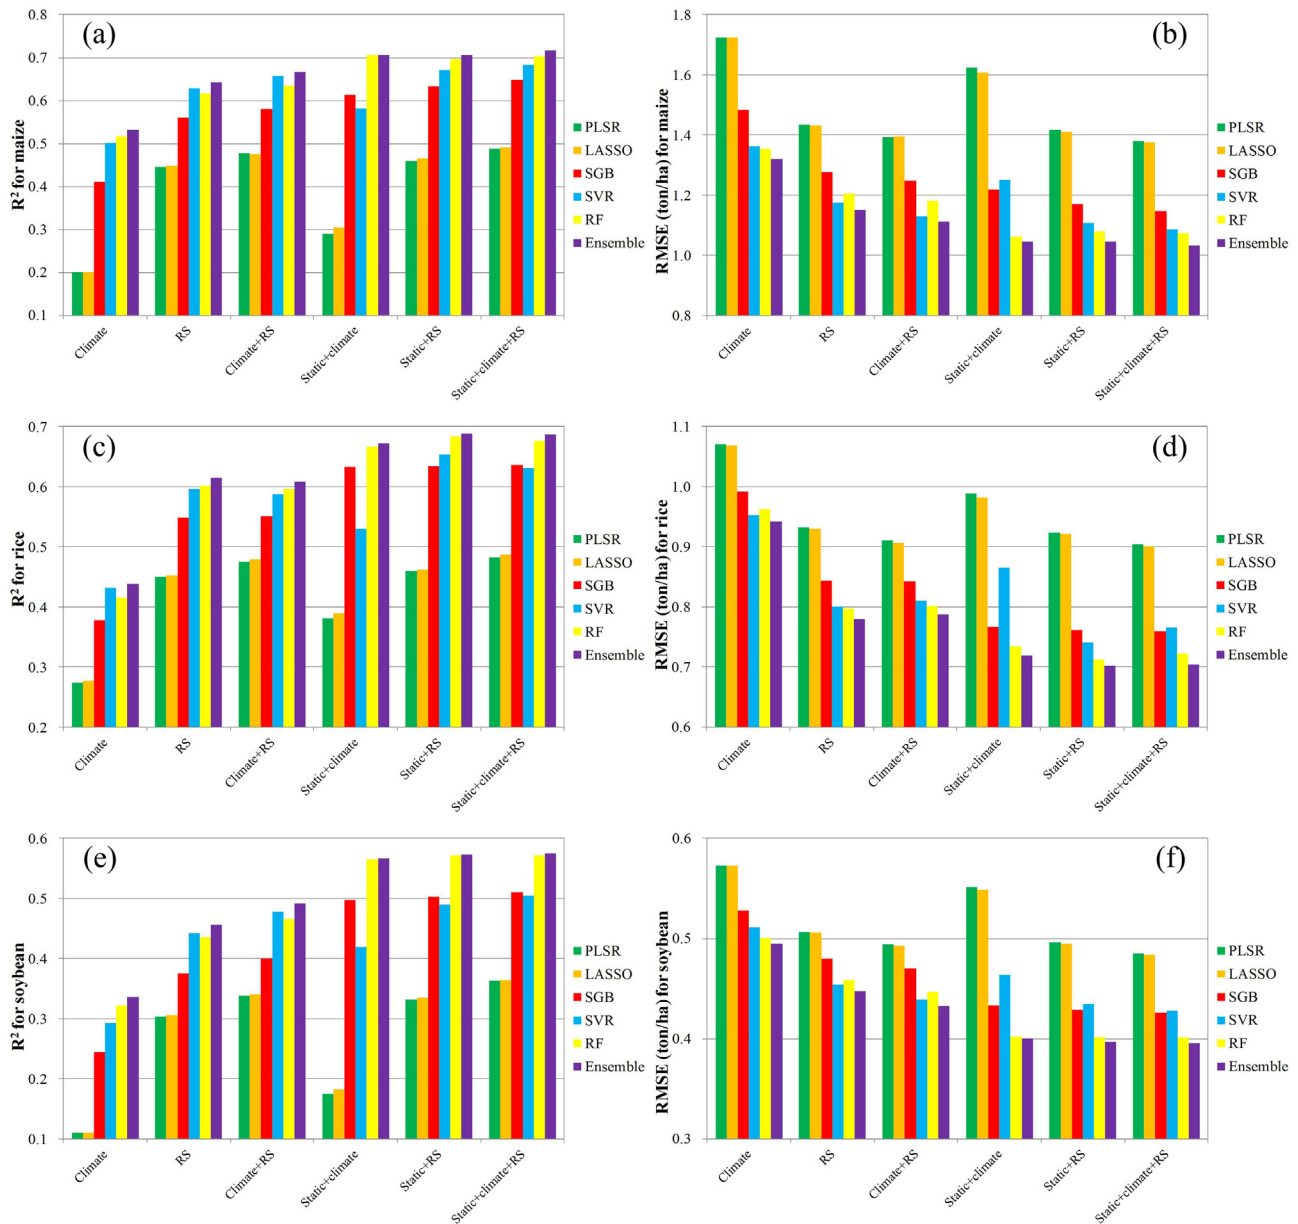 (a)
R² for maize
0.8
0.7
0.6
0.5
0.4
0.3
0.2
0.1
Climate
RS
Climate+RS
Static+climate
Static+RS
Static+climate+RS
PLSR
LASSO
SGB
SVR
RF
Ensemble
(b)
RMSE (ton/ha) for maize
1.8
1.6
1.4
1.2
1.0
0.8
Climate
RS
Climate+RS
Static+climate
Static+RS
Static+climate+RS
PLSR
LASSO
SGB
SVR
RF
Ensemble
(c)
R² for rice
0.7
0.6
0.5
0.4
0.3
0.2
Climate
RS
Climate+RS
Static+climate
Static+RS
Static+climate+RS
PLSR
LASSO
SGB
SVR
RF
Ensemble
(d)
RMSE (ton/ha) for rice
1.1
1.0
0.9
0.8
0.7
0.6
Climate
RS
Climate+RS
Static+climate
Static+RS
Static+climate+RS
PLSR
LASSO
SGB
SVR
RF
Ensemble
(e)
R² for soybean
0.6
0.5
0.4
0.3
0.2
0.1
Climate
RS
Climate+RS
Static+climate
Static+RS
Static+climate+RS
PLSR
LASSO
SGB
SVR
RF
Ensemble
(f)
RMSE (ton/ha) for soybean
0.6
0.5
0.4
0.3
Climate
RS
Climate+RS
Static+climate
Static+RS
Static+climate+RS
PLSR
LASSO
SGB
SVR
RF
Ensemble